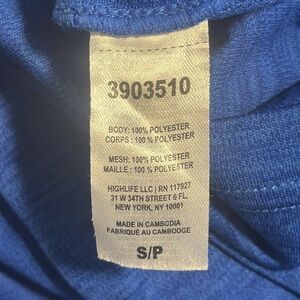 3903510
BODY: 100% POLYESTER
CORPS : 100% POLYESTER
MESH: 100% POLYESTER
MAILLE : 100% POLYESTER
HIGHLIFE LLC | RN 117927
31 W 34TH STREET 6 FL.
NEW YORK, NY 10001
MADE IN CAMBODIA
FABRIQUÉ AU CAMBODGE
S/P